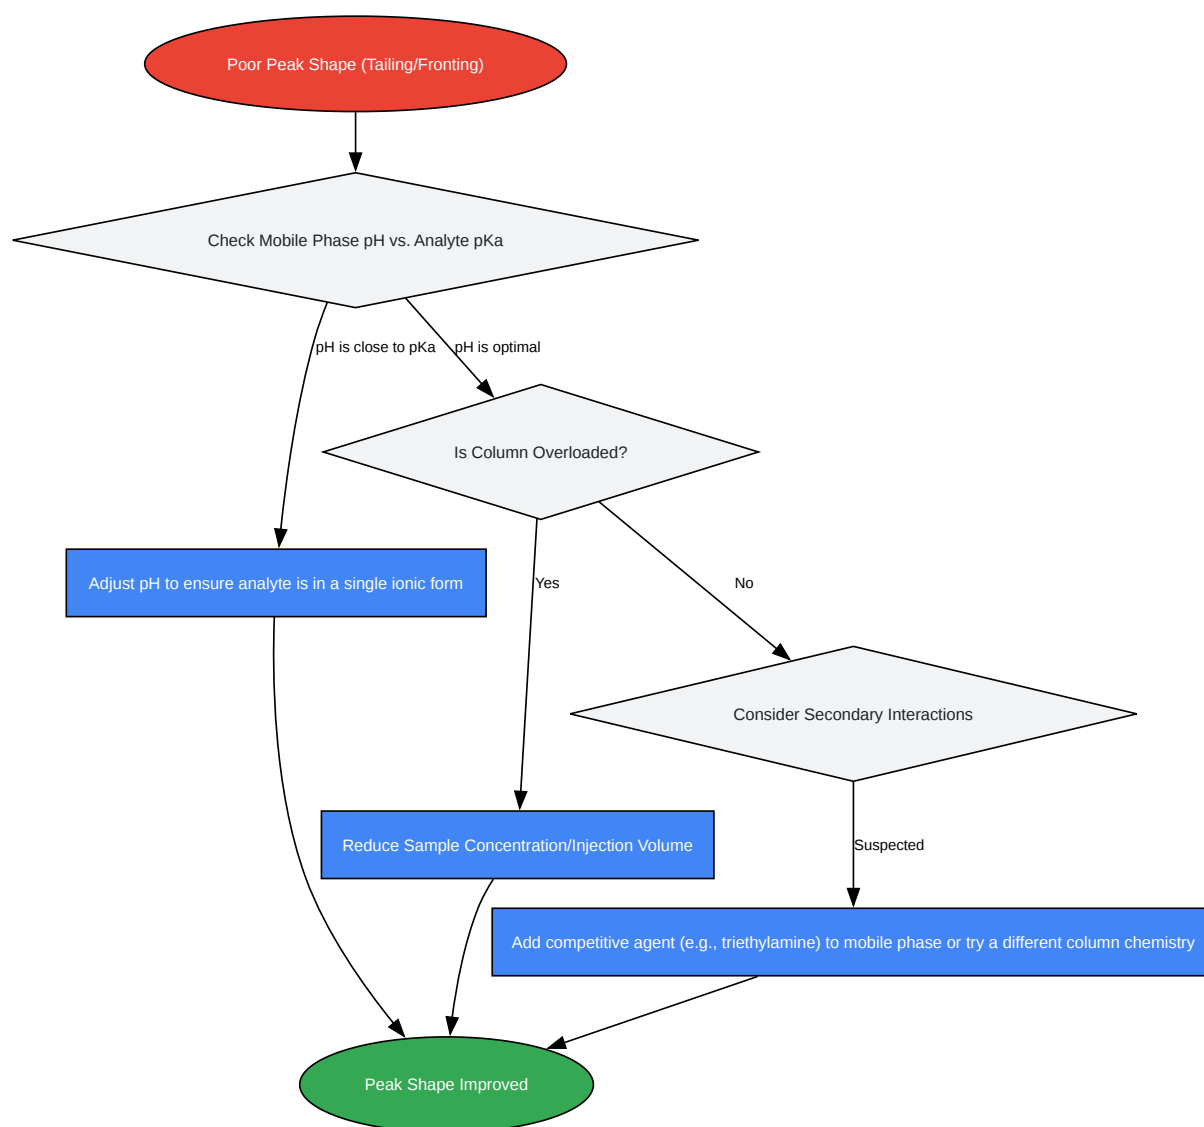 Poor Peak Shape (Tailing/Fronting)
Check Mobile Phase pH vs. Analyte pKa
pH is close to pKa
pH is optimal
Is Column Overloaded?
Adjust pH to ensure analyte is in a single ionic form
Yes
No
Consider Secondary Interactions
Reduce Sample Concentration/Injection Volume
Suspected
Add competitive agent (e.g., triethylamine) to mobile phase or try a different column chemistry
Peak Shape Improved